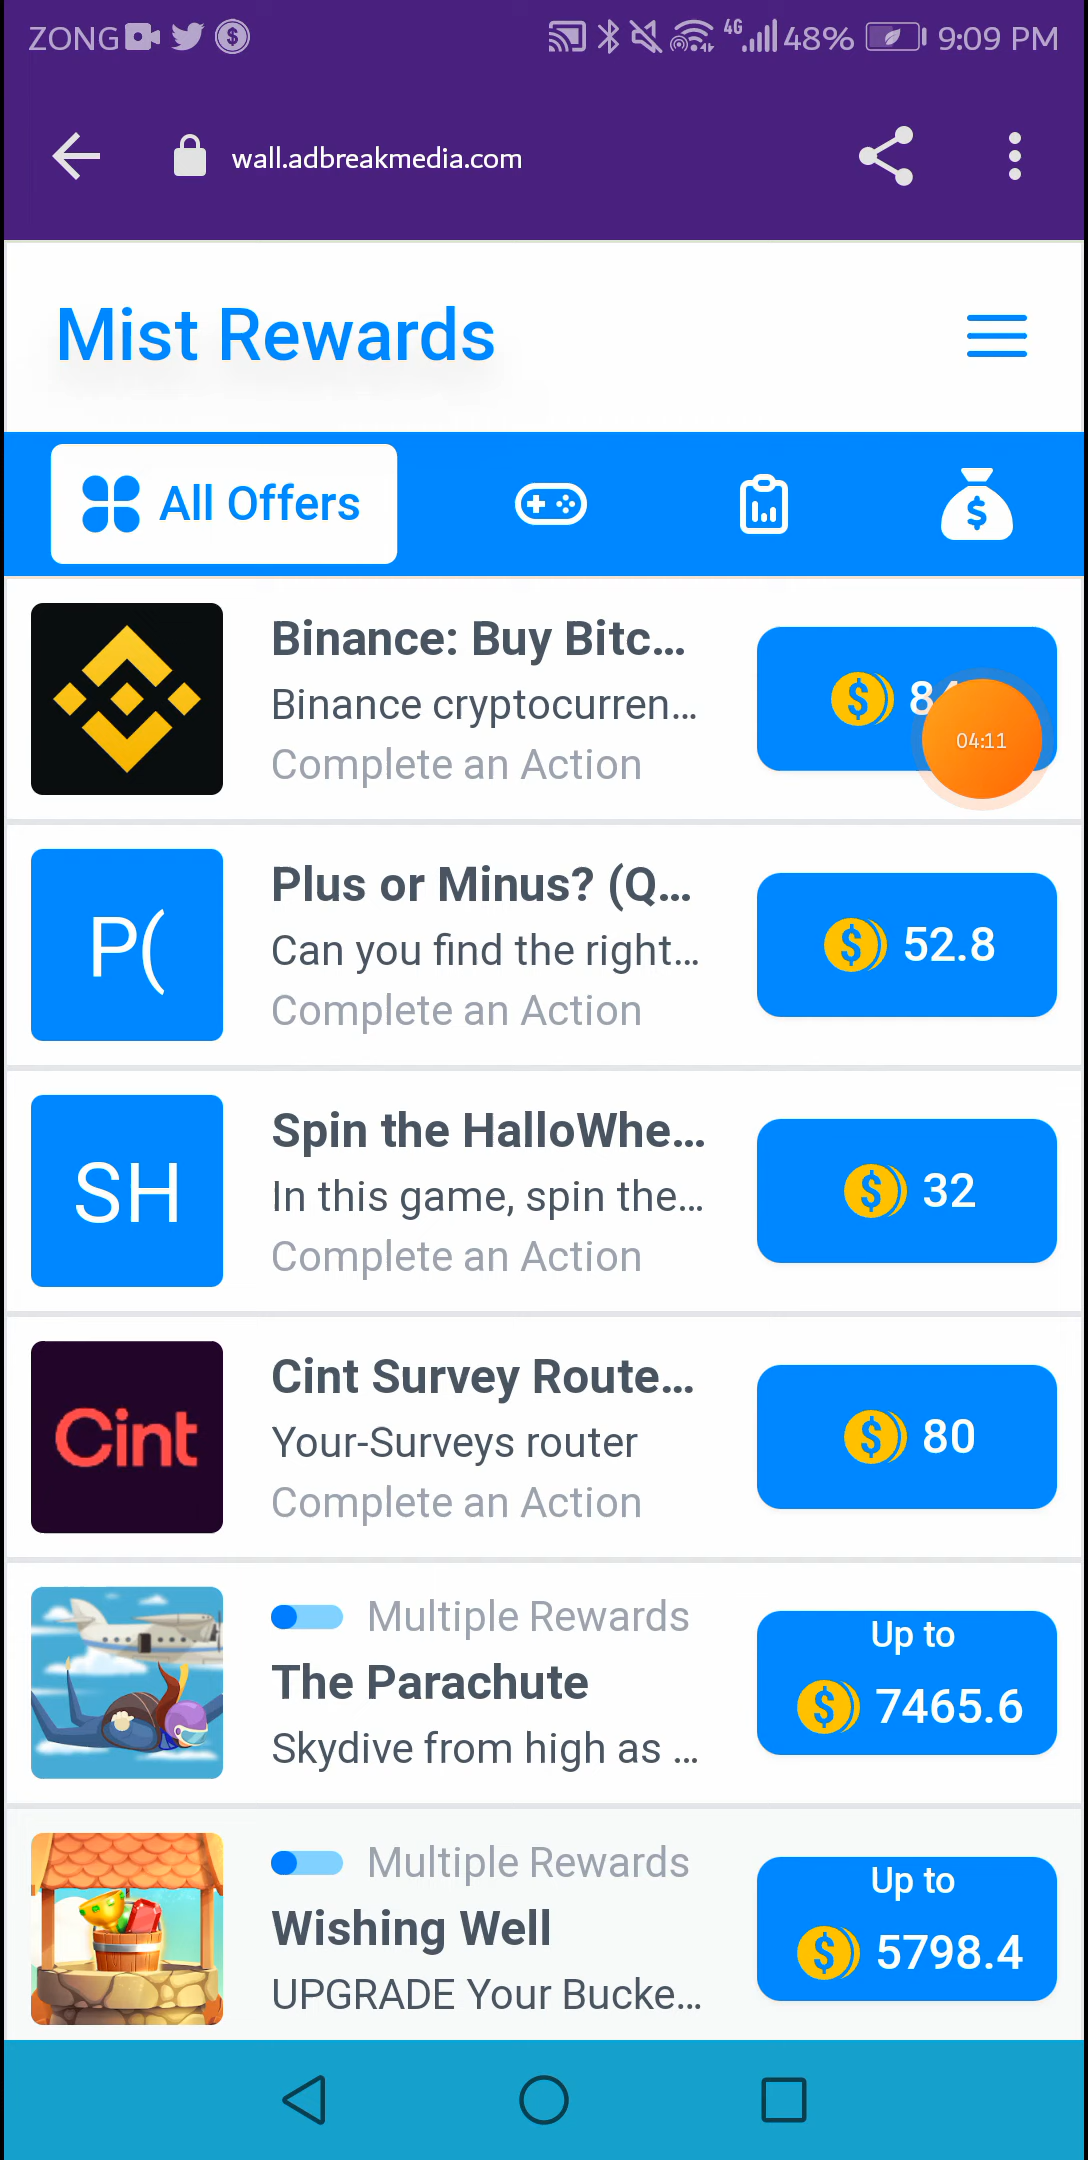 ZONG 4G 48% 9:09 PM
wall.adbreakmedia.com
Mist Rewards
All Offers
Binance: Buy Bitc...
Binance cryptocurren...
Complete an Action
04:11
P(
Plus or Minus? (Q...
Can you find the right...
Complete an Action
52.8
SH
Spin the HalloWhe...
In this game, spin the...
Complete an Action
32
Cint
Cint Survey Route...
Your-Surveys router
Complete an Action
80
Multiple Rewards
The Parachute
Skydive from high as ...
Up to
7465.6
Multiple Rewards
Wishing Well
UPGRADE Your Bucke...
Up to
5798.4